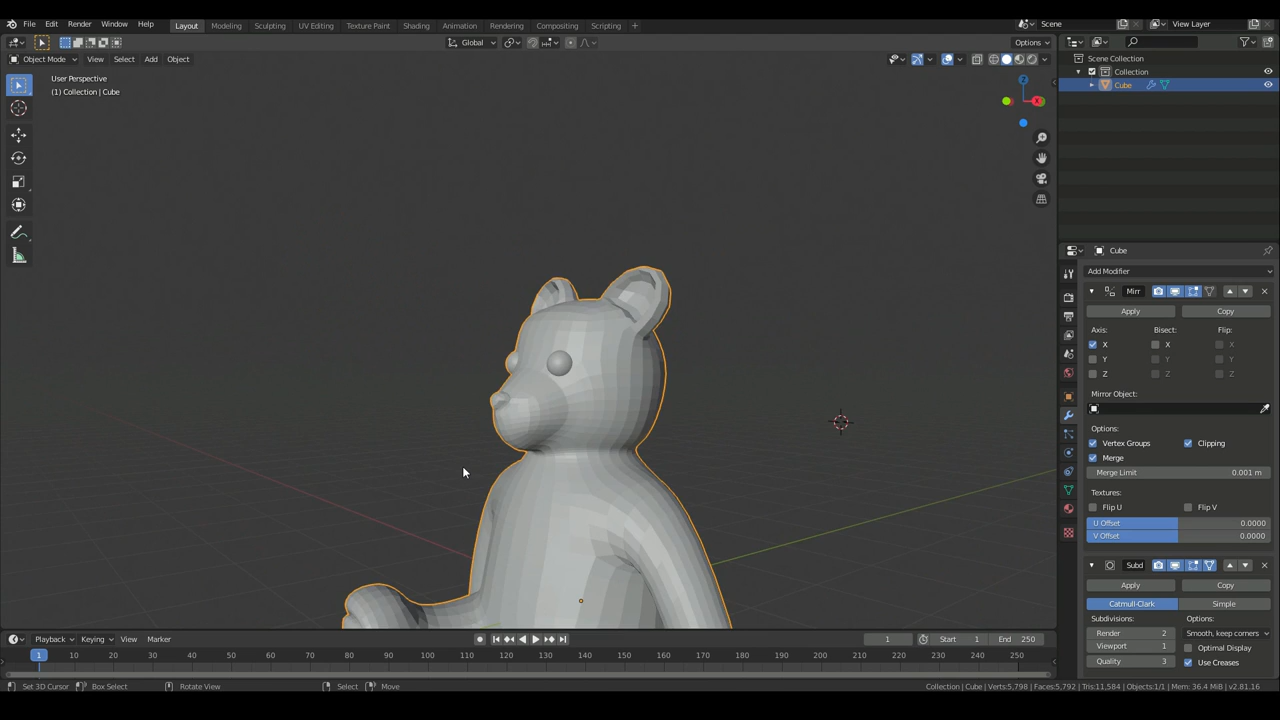 File Edit Render Window Help
Layout Modeling Sculpting UV Editing Texture Paint Shading Animation Rendering Compositing Scripting +
Scene
View Layer
Global
Options
Object Mode View Select Add Object
User Perspective
(1) Collection | Cube
Z
X
Scene Collection
Collection
Cube
Cube
Add Modifier
Mirr
Apply Copy
Axis: Bisect: Flip:
X X X
Y Y Y
Z Z Z
Mirror Object:
Options:
Vertex Groups Clipping
Merge
Merge Limit 0.001 m
Textures:
Flip U Flip V
U Offset 0.0000
V Offset 0.0000
Subd
Apply Copy
Catmull-Clark Simple
Subdivisions: Options:
Render 2 Smooth, keep corners
Viewport 1 Optimal Display
Quality 3 Use Creases
Playback Keying View Marker
1 Start 1 End 250
1 10 20 30 40 50 60 70 80 90 100 110 120 130 140 150 160 170 180 190 200 210 220 230 240 250
Set 3D Cursor Box Select Rotate View Select Move
Collection | Cube | Verts:5,798 | Faces:5,792 | Tris:11,584 | Objects:1/1 | Mem: 36.4 MiB | v2.81.16